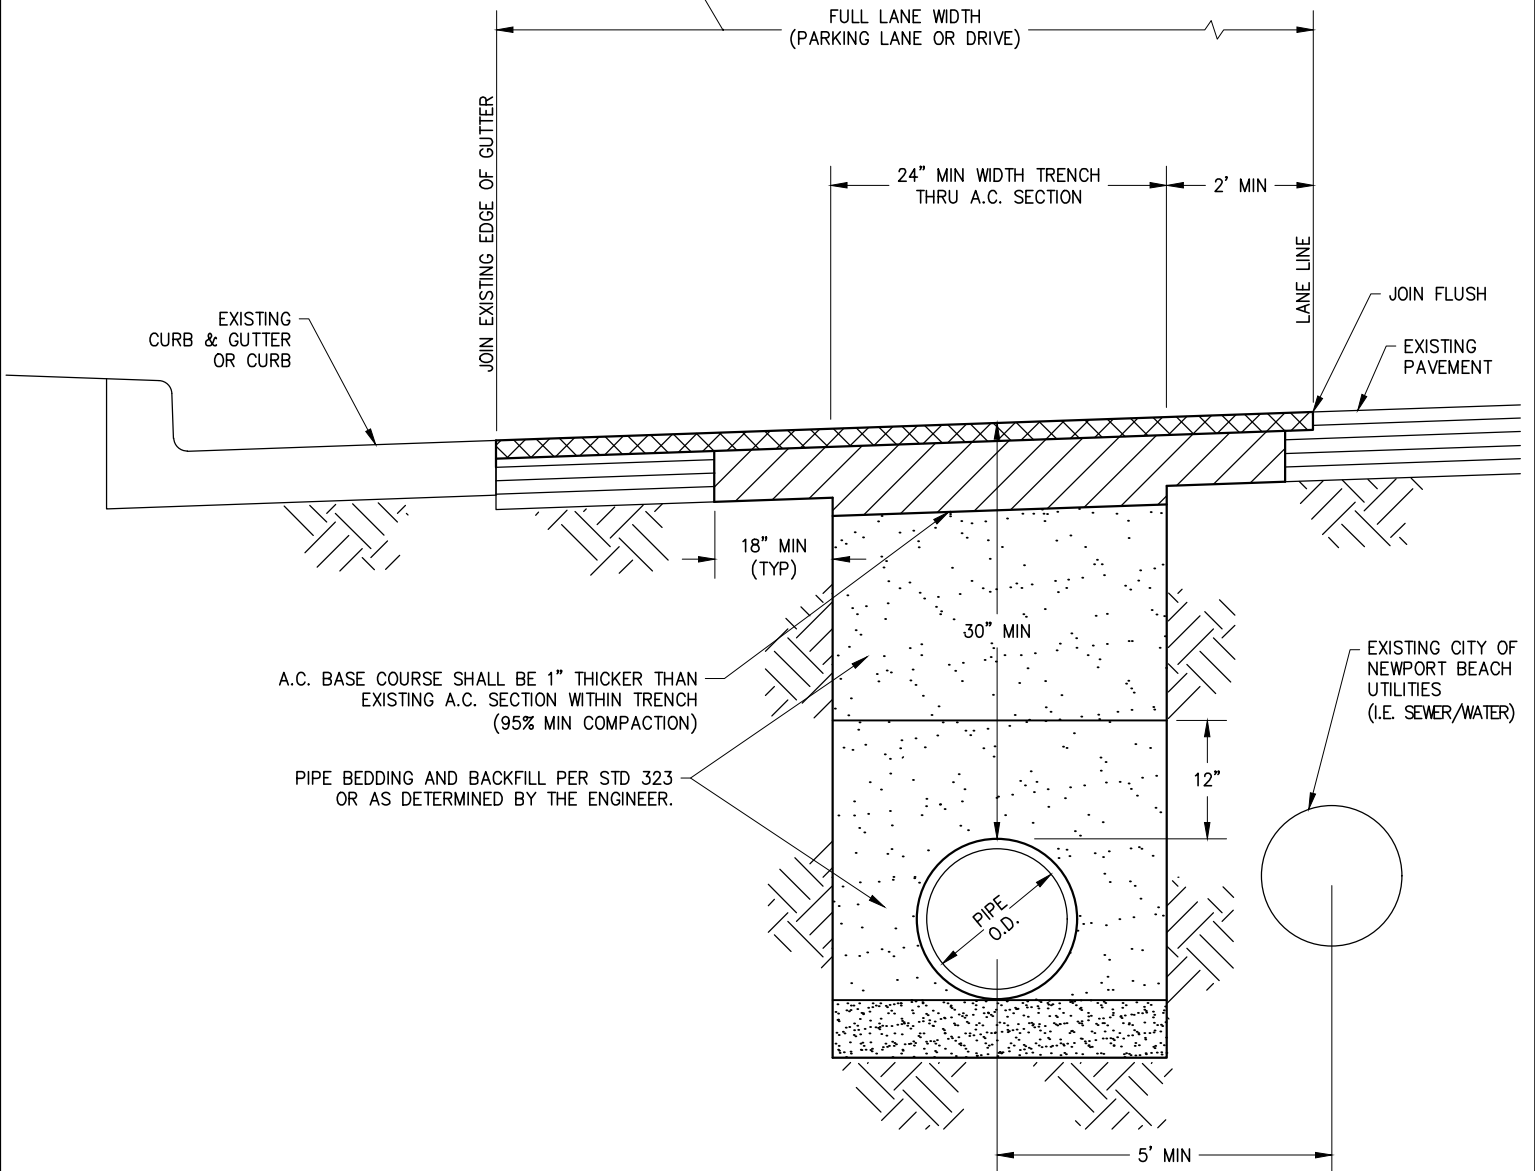 FULL LANE WIDTH
(PARKING LANE OR DRIVE)
JOIN EXISTING EDGE OF GUTTER
24" MIN WIDTH TRENCH
THRU A.C. SECTION
2' MIN
LANE LINE
JOIN FLUSH
EXISTING
CURB & GUTTER
OR CURB
EXISTING
PAVEMENT
18" MIN
(TYP)
30" MIN
A.C. BASE COURSE SHALL BE 1" THICKER THAN
EXISTING A.C. SECTION WITHIN TRENCH
(95% MIN COMPACTION)
EXISTING CITY OF
NEWPORT BEACH
UTILITIES
(I.E. SEWER/WATER)
PIPE BEDDING AND BACKFILL PER STD 323
OR AS DETERMINED BY THE ENGINEER.
12"
PIPE
O.D.
5' MIN